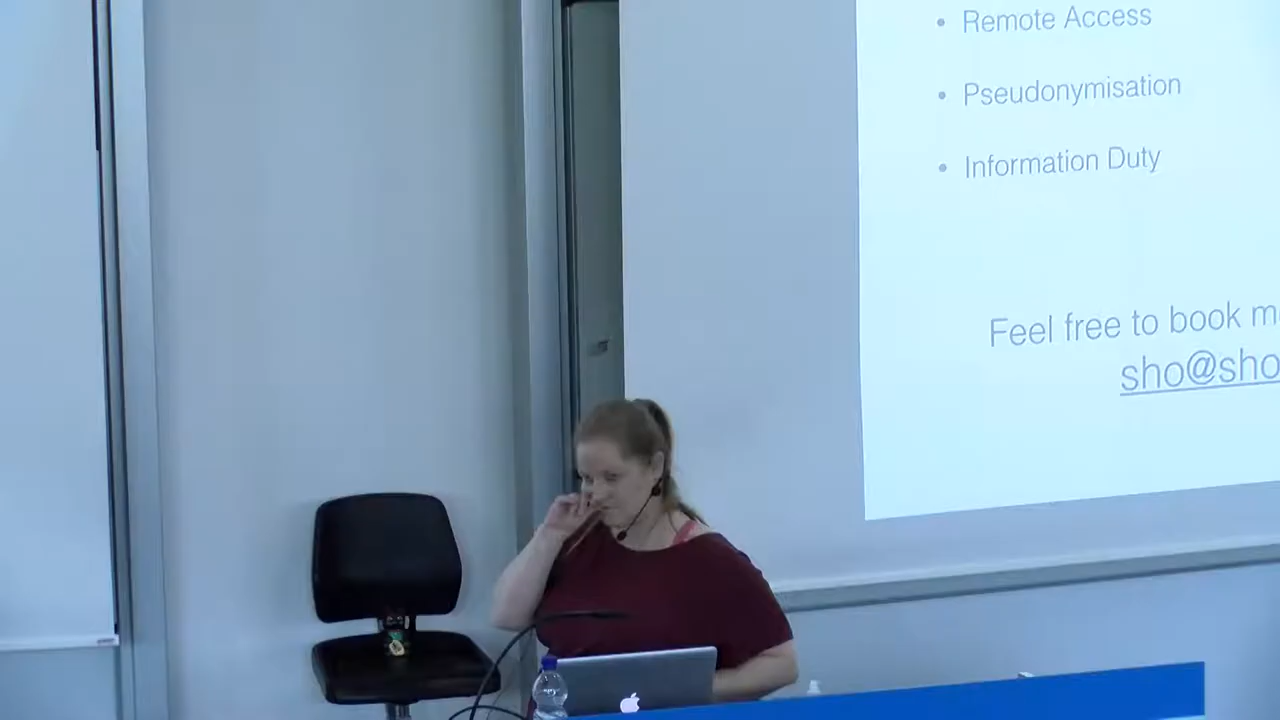 • Remote Access
• Pseudonymisation
• Information Duty
Feel free to book
sho@sho